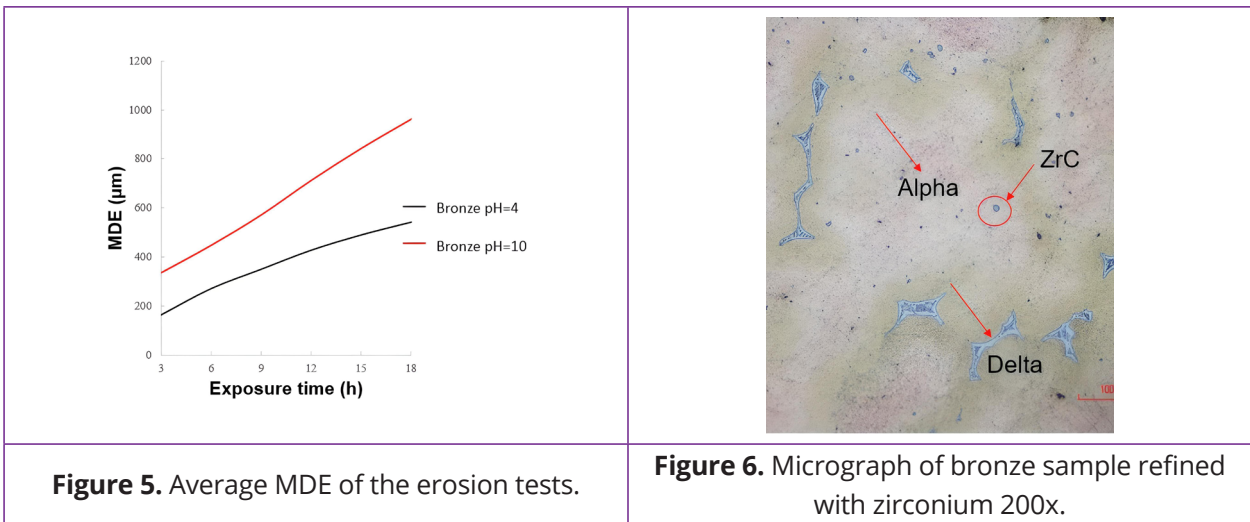 1200
1000
800
600
400
200
0
MDE (µm)
3 6 9 12 15 18
Exposure time (h)
Bronze pH=4
Bronze pH=10
Figure 5. Average MDE of the erosion tests.
ZrC
Alpha
Delta
100
Figure 6. Micrograph of bronze sample refined
with zirconium 200x.